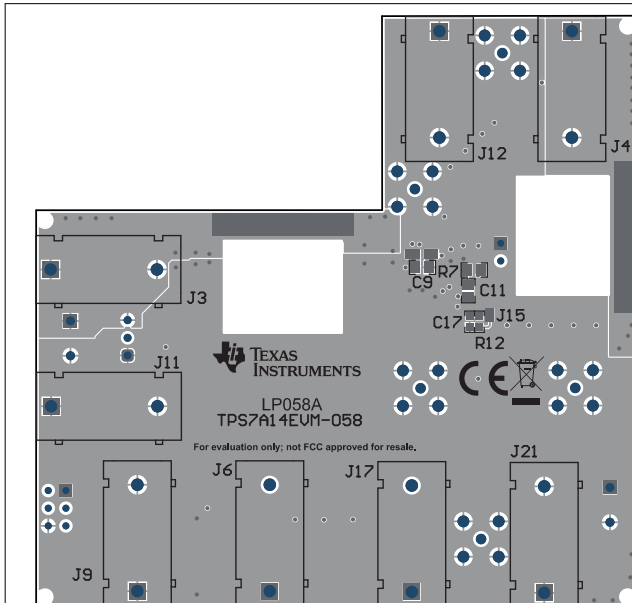 J12
J4
R7
C9
C11
J3
C17
J15
R12
J11
TEXAS
INSTRUMENTS
LP058A
TPS7A14EVM-058
For evaluation only; not FCC approved for resale.
J6
J17
J21
J9